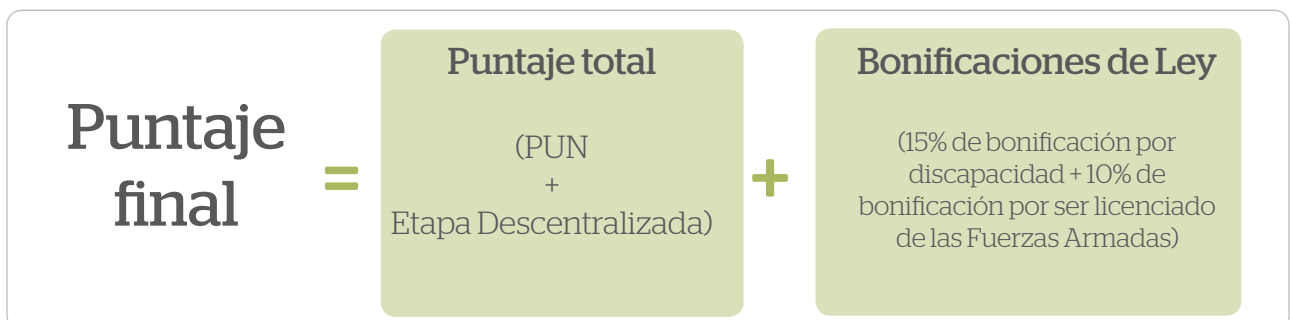 Puntaje
final
=
Puntaje total
(PUN
+
Etapa Descentralizada)
+
Bonificaciones de Ley
(15% de bonificación por
discapacidad + 10% de
bonificación por ser licenciado
de las Fuerzas Armadas)